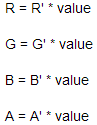 R = R' * value
G = G' * value
B = B' * value
A = A' * value